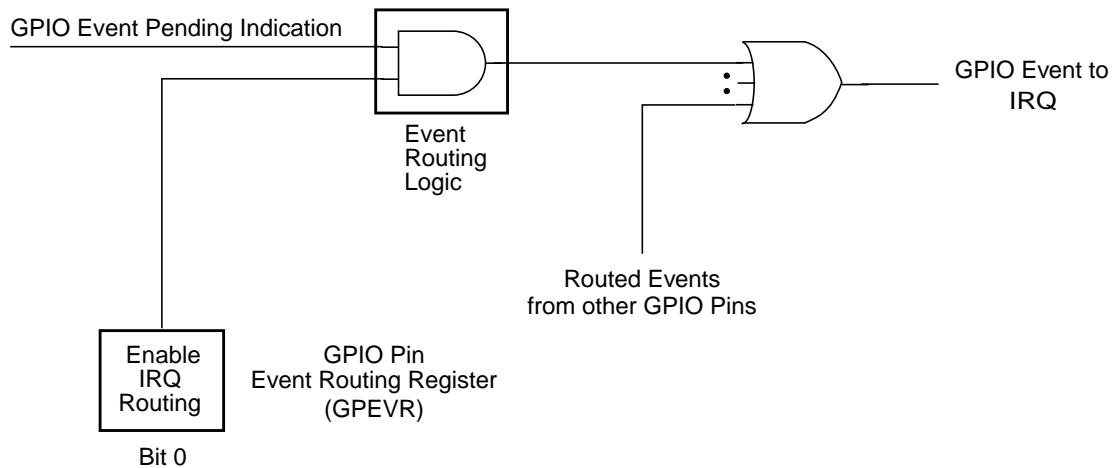 GPIO Event Pending Indication
GPIO Event to
IRQ
Event
Routing
Logic
Routed Events
from other GPIO Pins
Enable
IRQ
Routing
GPIO Pin
Event Routing Register
(GPEVR)
Bit 0